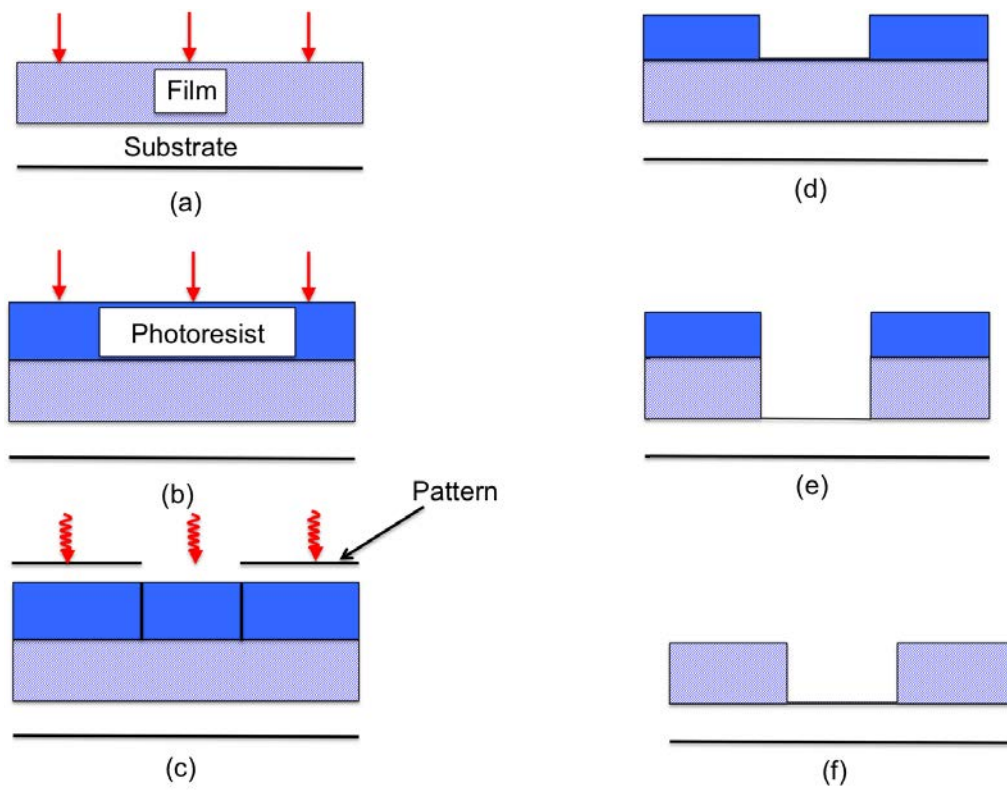 Film
Substrate
(a)
Photoresist
(b)
Pattern
(c)
(d)
(e)
(f)